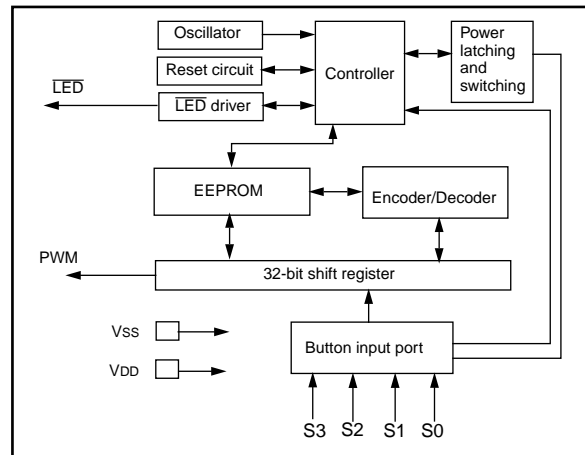 Oscillator
Reset circuit
LED driver
LED
Controller
Power
latching
and
switching
EEPROM
Encoder/Decoder
PWM
32-bit shift register
VSS
VDD
Button input port
S3 S2 S1 S0